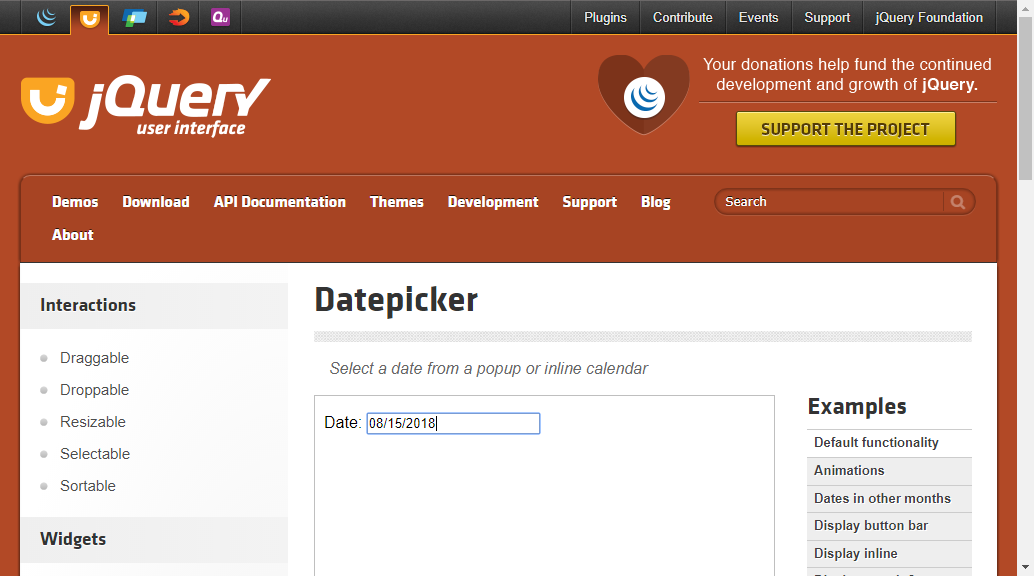 Qu
Plugins
Contribute
Events
Support
jQuery Foundation
jQuery
user interface
Your donations help fund the continued
development and growth of jQuery.
SUPPORT THE PROJECT
Demos Download API Documentation Themes Development Support Blog
About
Search
Interactions
Draggable
Droppable
Resizable
Selectable
Sortable
Widgets
Datepicker
Select a date from a popup or inline calendar
Date: 08/15/2018
Examples
Default functionality
Animations
Dates in other months
Display button bar
Display inline